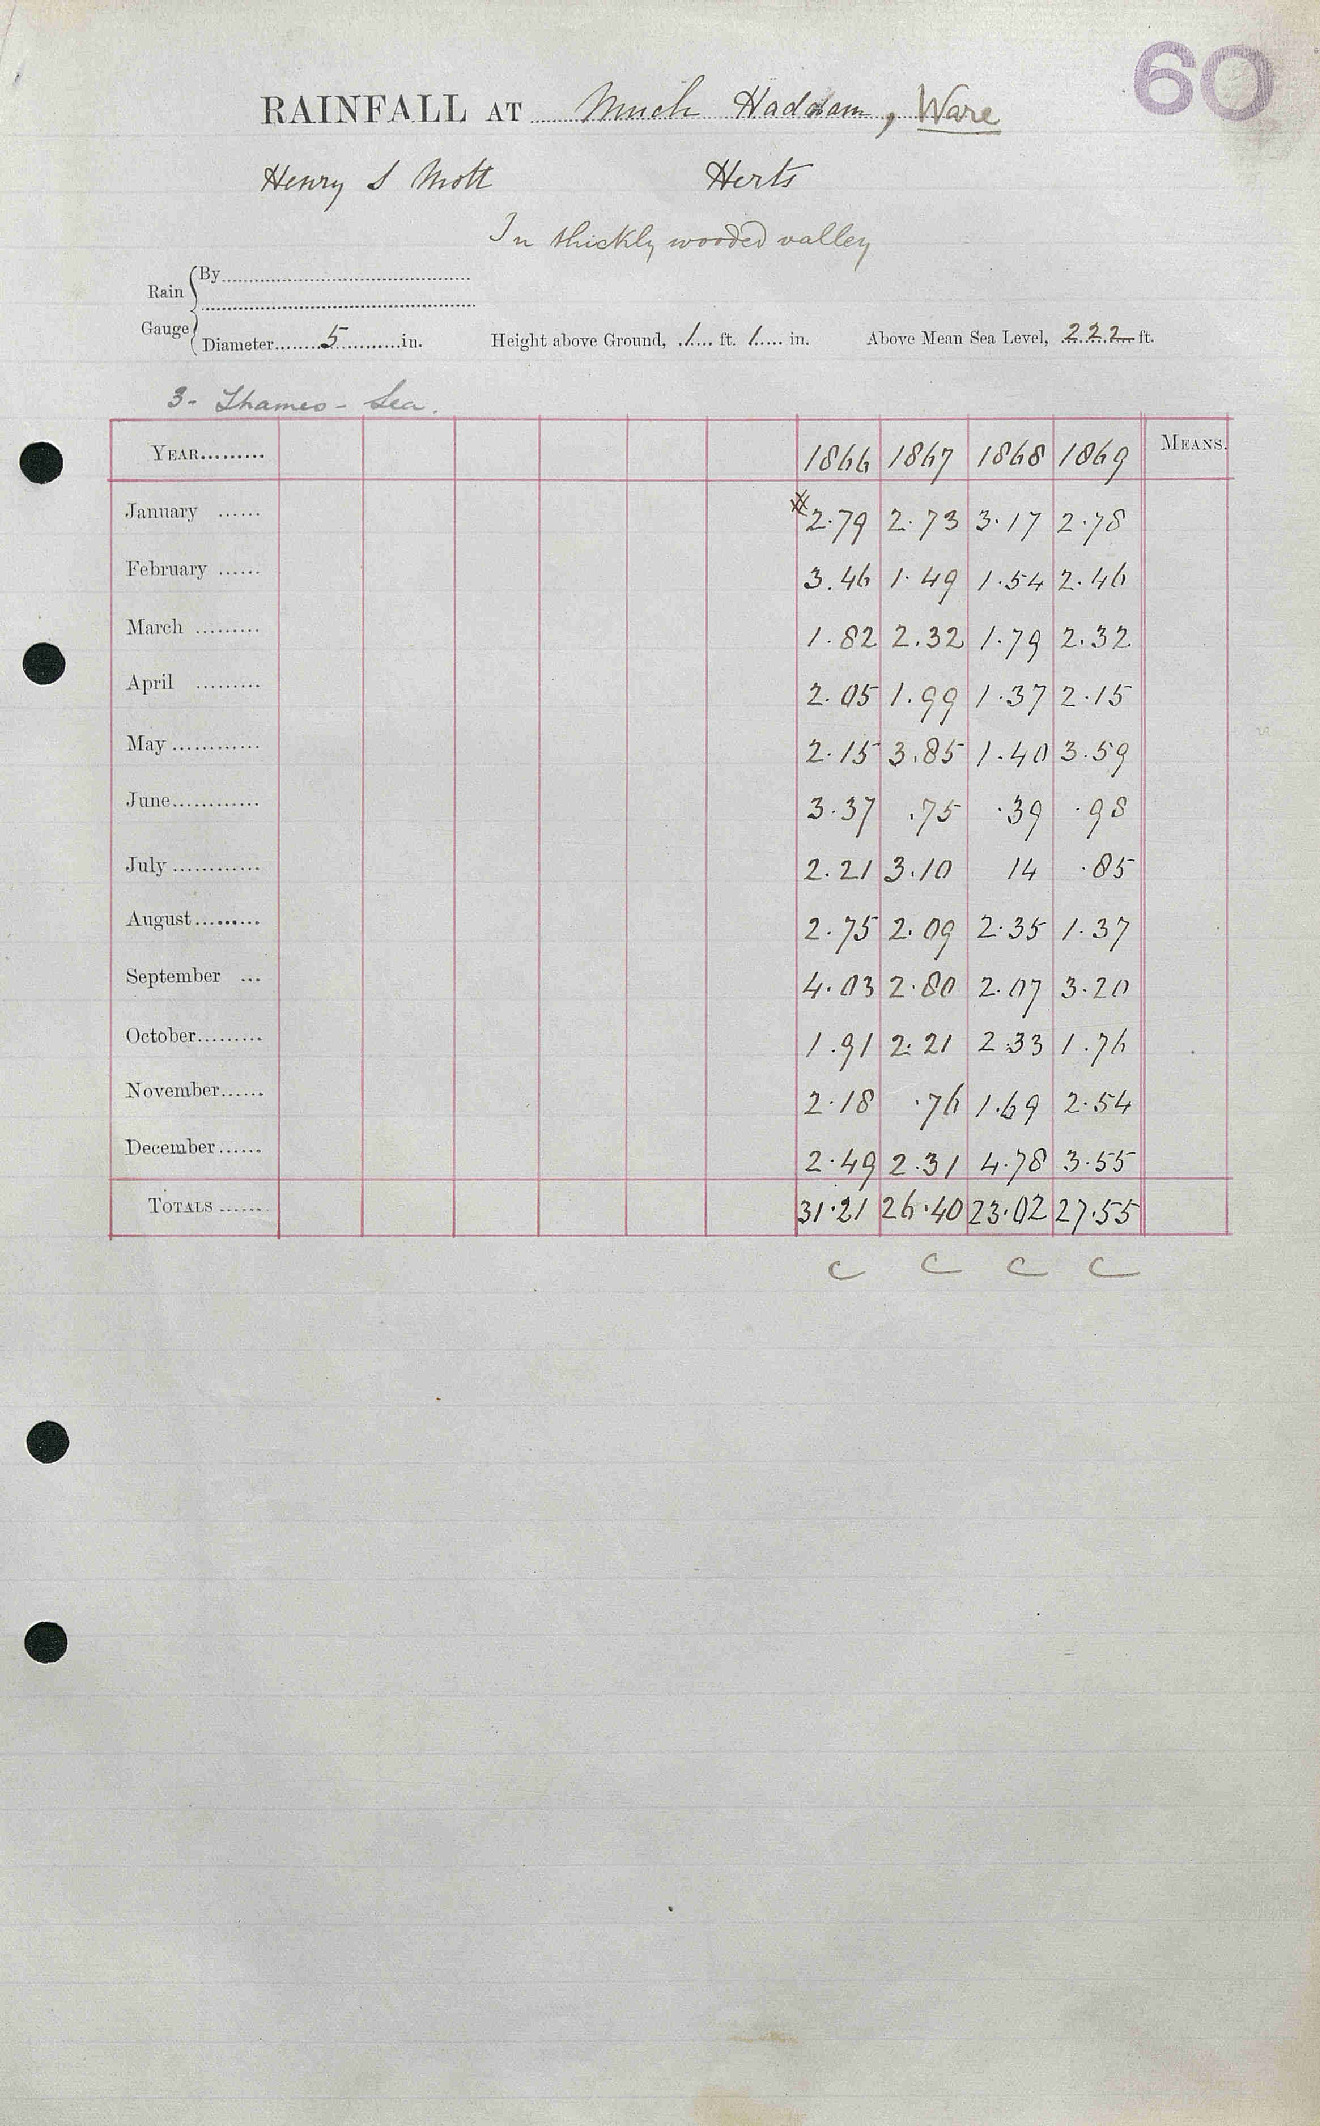 60
RAINFALL AT Much Haddam, Ware
Henry S Mott Herts
In thickly wooded valley
Rain Gauge { By
Diameter 5 in. Height above Ground, 1 ft. 1 in. Above Mean Sea Level, 222 ft.
3 - Thames - Lea.
YEAR 1866 1867 1868 1869 MEANS.
January 2.79 2.73 3.17 2.78
February 3.46 1.49 1.54 2.46
March 1.82 2.32 1.79 2.32
April 2.05 1.99 1.37 2.15
May 2.15 3.85 1.40 3.59
June 3.37 .75 .39 .98
July 2.21 3.10 14 .85
August 2.75 2.09 2.35 1.37
September 4.03 2.80 2.07 3.20
October 1.91 2.21 2.33 1.76
November 2.18 .76 1.69 2.54
December 2.49 2.31 4.78 3.55
TOTALS 31.21 26.40 23.02 27.55
C C C C